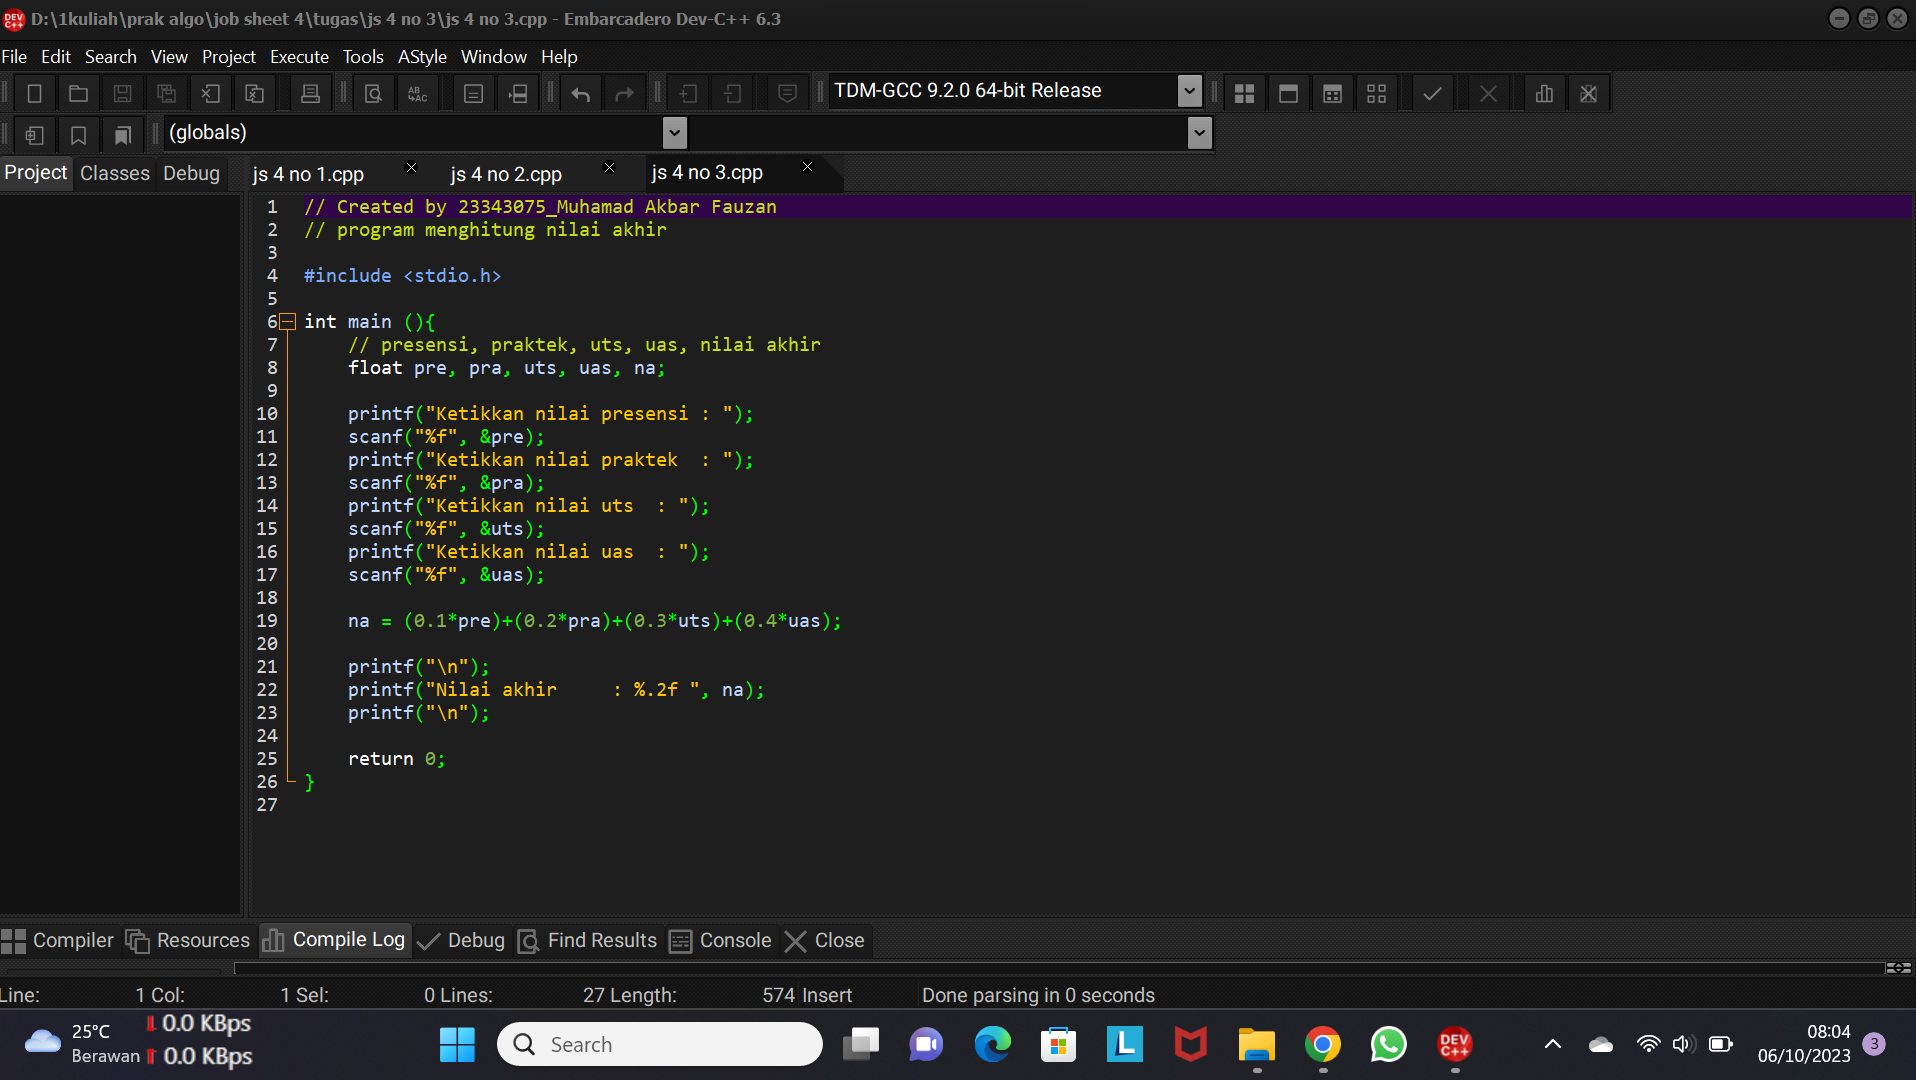 D:\1kuliah\prak algo\job sheet 4\tugas\js 4 no 3\js 4 no 3.cpp - Embarcadero Dev-C++ 6.3
File Edit Search View Project Execute Tools AStyle Window Help
TDM-GCC 9.2.0 64-bit Release
(globals)
Project Classes Debug js 4 no 1.cpp js 4 no 2.cpp js 4 no 3.cpp
1 // Created by 23343075_Muhamad Akbar Fauzan
2 // program menghitung nilai akhir
3
4 #include <stdio.h>
5
6 int main (){
7     // presensi, praktek, uts, uas, nilai akhir
8     float pre, pra, uts, uas, na;
9
10     printf("Ketikkan nilai presensi : ");
11     scanf("%f", &pre);
12     printf("Ketikkan nilai praktek  : ");
13     scanf("%f", &pra);
14     printf("Ketikkan nilai uts  : ");
15     scanf("%f", &uts);
16     printf("Ketikkan nilai uas  : ");
17     scanf("%f", &uas);
18
19     na = (0.1*pre)+(0.2*pra)+(0.3*uts)+(0.4*uas);
20
21     printf("\n");
22     printf("Nilai akhir     : %.2f ", na);
23     printf("\n");
24
25     return 0;
26 }
27
Compiler Resources Compile Log Debug Find Results Console Close
Line: 1 Col: 1 Sel: 0 Lines: 27 Length: 574 Insert Done parsing in 0 seconds
25°C
Berawan
0.0 KBps
0.0 KBps
Search
DEV C++
08:04
06/10/2023
3